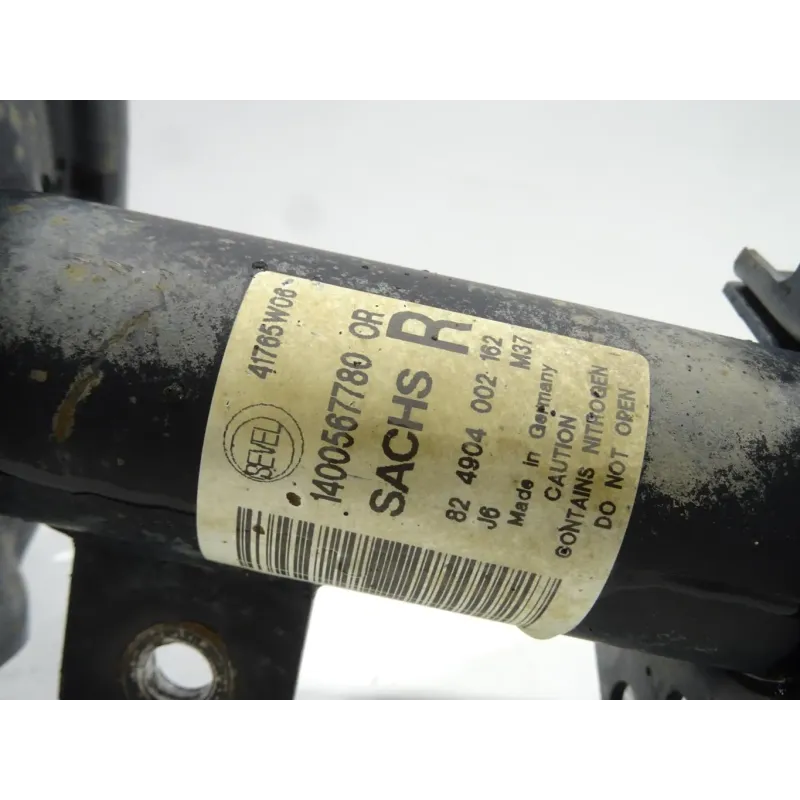 41765W06
SEVEL
1400567780 OR
SACHS R
82 4904 002 162
J6 M37
Made in Germany
CAUTION
CONTAINS NITROGEN
DO NOT OPEN